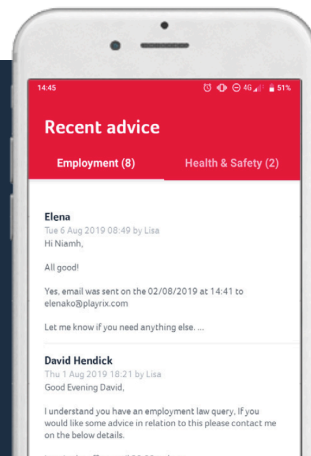 14:45 4G 51%
Recent advice
Employment (8) Health & Safety (2)
Elena
Tue 6 Aug 2019 08:49 by Lisa
Hi Niamh,
All good!
Yes, email was sent on the 02/08/2019 at 14:41 to
elenako@playrix.com
Let me know if you need anything else. ...
David Hendick
Thu 1 Aug 2019 18:21 by Lisa
Good Evening David,
I understand you have an employment law query, If you
would like some advice in relation to this please contact me
on the below details.